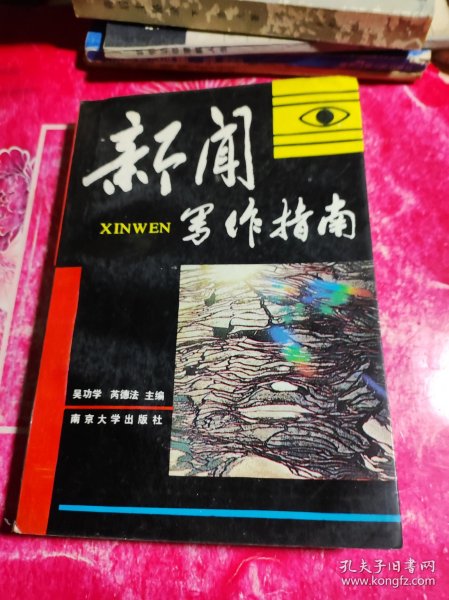 新闻
XINWEN 写作指南
吴功学 芮德法 主编
南京大学出版社
孔夫子旧书网
www.kongfz.com